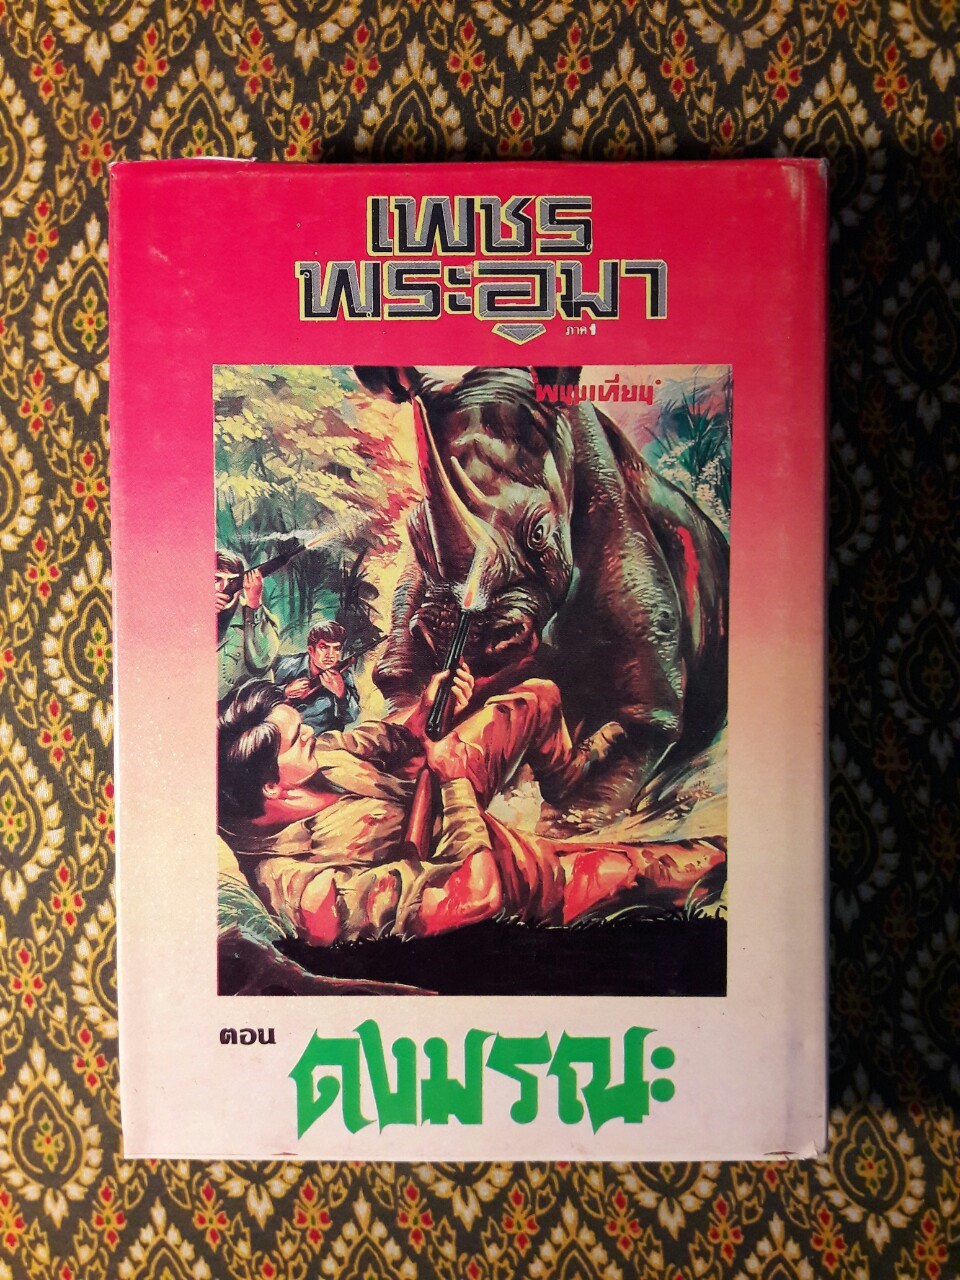 เพชร
พระอุมา
ภาค 1
พนมเทียน
ตอน
ดงมรณะ